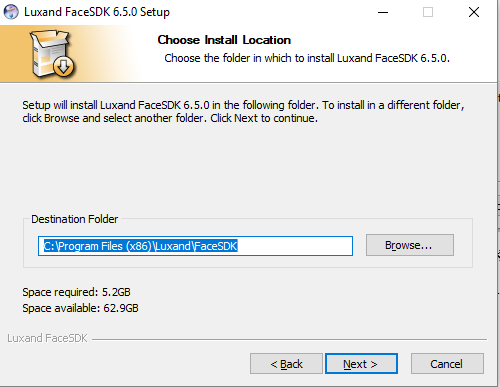 Luxand FaceSDK 6.5.0 Setup
Choose Install Location
Choose the folder in which to install Luxand FaceSDK 6.5.0.
Setup will install Luxand FaceSDK 6.5.0 in the following folder. To install in a different folder,
click Browse and select another folder. Click Next to continue.
Destination Folder
C:\Program Files (x86)\Luxand\FaceSDK
Browse...
Space required: 5.2GB
Space available: 62.9GB
Luxand FaceSDK
< Back
Next >
Cancel